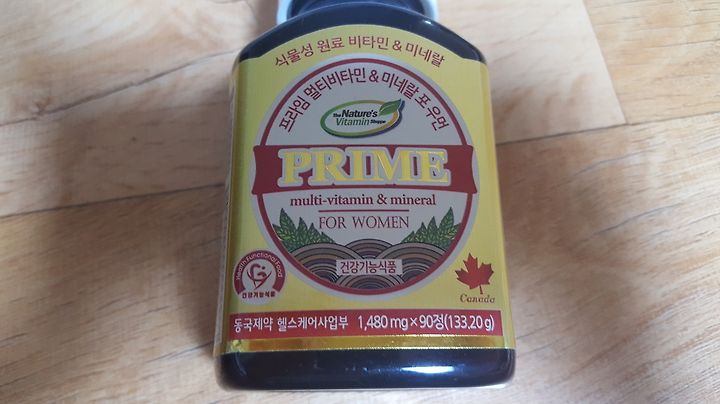 식물성 원료 비타민 & 미네랄
프라임 멀티비타민 & 미네랄 포 우먼
The Nature's
Vitamin Shoppe
PRIME
multi-vitamin & mineral
FOR WOMEN
건강기능식품
Health Functional Food
건강기능식품
Canada
동국제약 헬스케어사업부 1,480 mg × 90정(133.20 g)